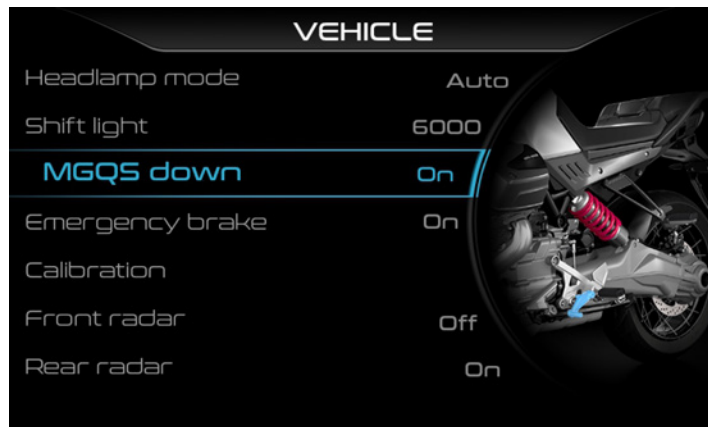 VEHICLE
Headlamp mode Auto
Shift light 6000
MGQS down On
Emergency brake On
Calibration
Front radar Off
Rear radar On